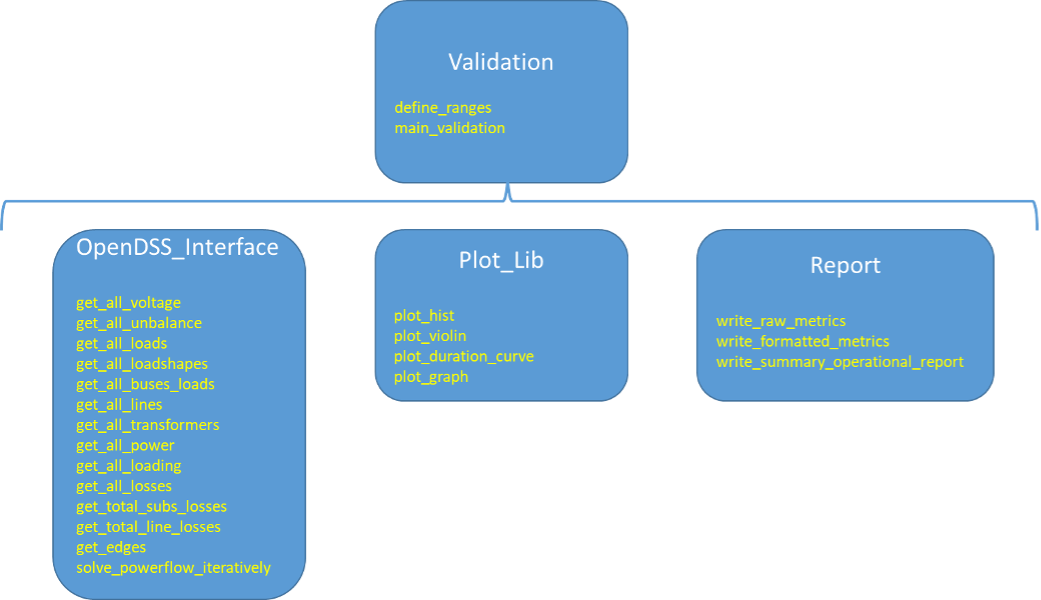 Validation
define_ranges
main_validation
OpenDSS_Interface
get_all_voltage
get_all_unbalance
get_all_loads
get_all_loadshapes
get_all_buses_loads
get_all_lines
get_all_transformers
get_all_power
get_all_loading
get_all_losses
get_total_subs_losses
get_total_line_losses
get_edges
solve_powerflow_iteratively
Plot_Lib
plot_hist
plot_violin
plot_duration_curve
plot_graph
Report
write_raw_metrics
write_formatted_metrics
write_summary_operational_report